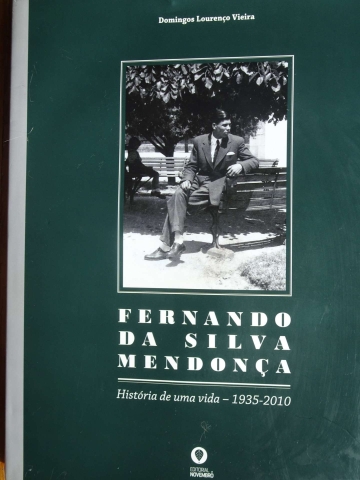 Domingos Lourenço Vieira
FERNANDO
DA SILVA
MENDONÇA
História de uma vida – 1935-2010
EDITORIAL
NOVEMBRO